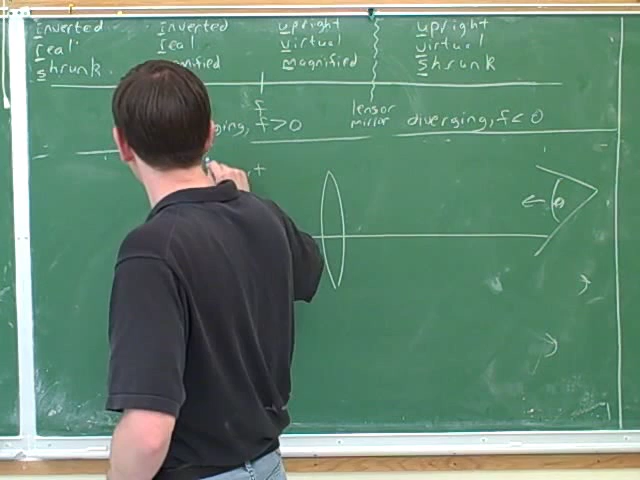 Inverted Inverted upright upright
real real virtual virtual
Shrunk magnified Shrunk
f
lens or
f>0 mirror diverging, f<0